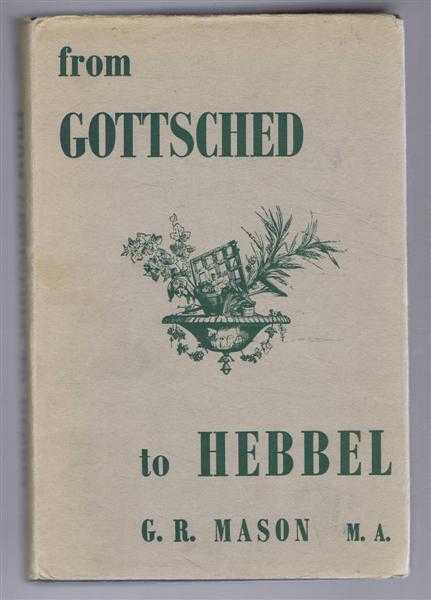 from
GOTTSCHED
to HEBBEL
G. R. MASON M. A.